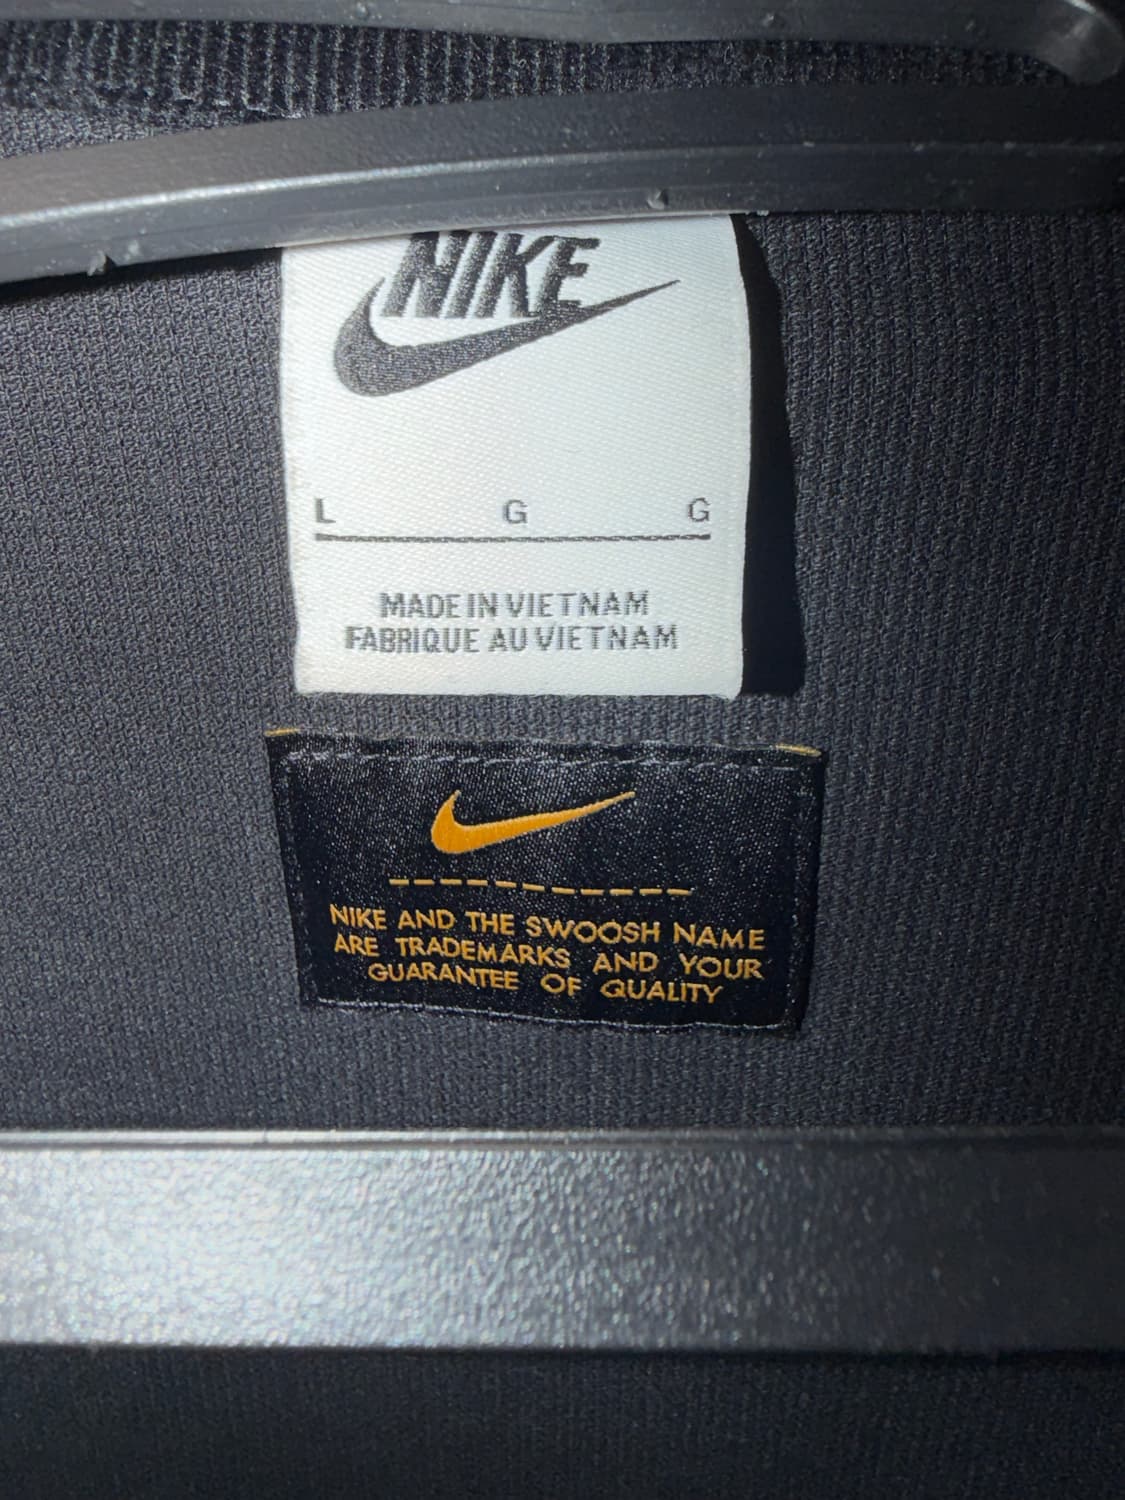 NIKE
L G G
MADE IN VIETNAM
FABRIQUE AU VIETNAM
NIKE AND THE SWOOSH NAME
ARE TRADEMARKS AND YOUR
GUARANTEE OF QUALITY